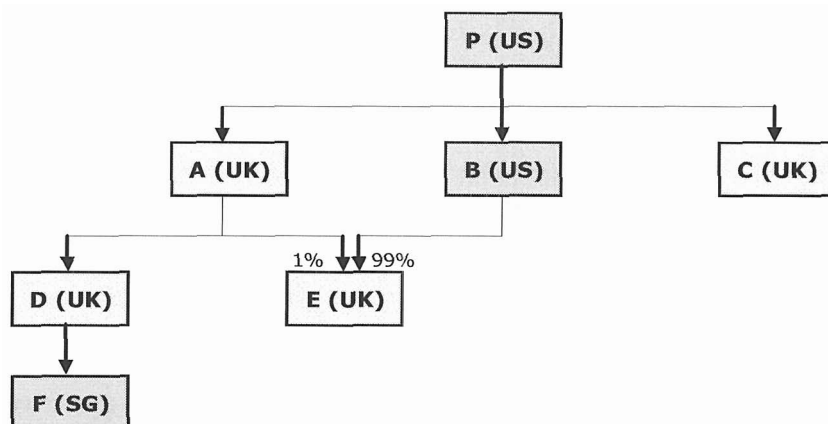 P (US)
A (UK)
B (US)
C (UK)
1%
99%
D (UK)
E (UK)
F (SG)